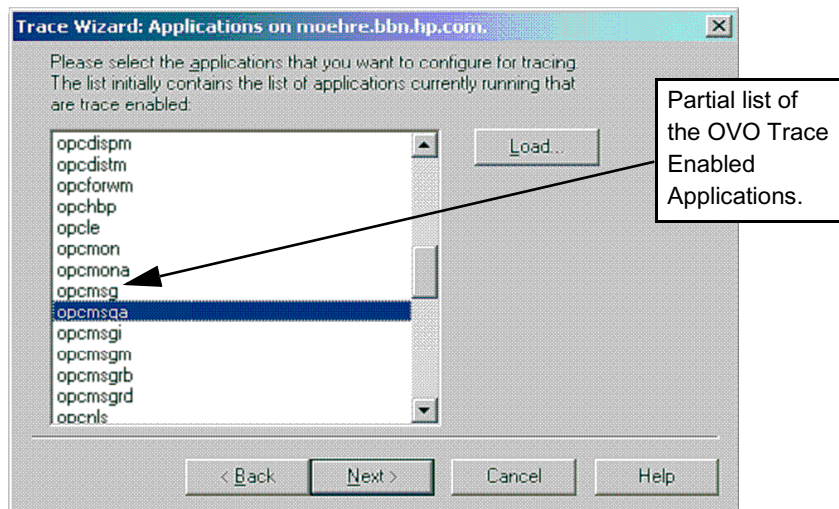 Trace Wizard: Applications on moehre.bbn.hp.com.
Please select the applications that you want to configure for tracing.
The list initially contains the list of applications currently running that
are trace enabled:
opcdispm
opcdistm
opcforwm
opchbp
opcle
opcmon
opcmona
opcmsg
opcmsga
opcmsgi
opcmsgm
opcmsgrb
opcmsgrd
opcnls
Load...
Partial list of
the OVO Trace
Enabled
Applications.
< Back
Next >
Cancel
Help